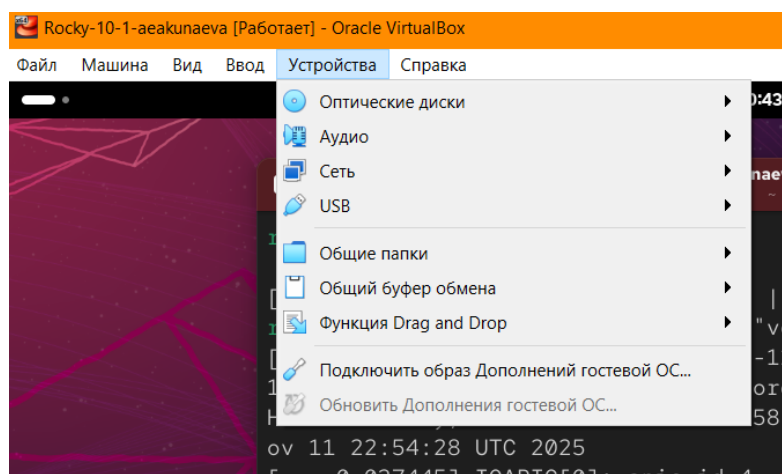 Rocky-10-1-aeakunaeva [Работает] - Oracle VirtualBox
Файл Машина Вид Ввод Устройства Справка
Оптические диски
Аудио
Сеть
USB
Общие папки
Общий буфер обмена
Функция Drag and Drop
Подключить образ Дополнений гостевой ОС...
Обновить Дополнения гостевой ОС...
ov 11 22:54:28 UTC 2025